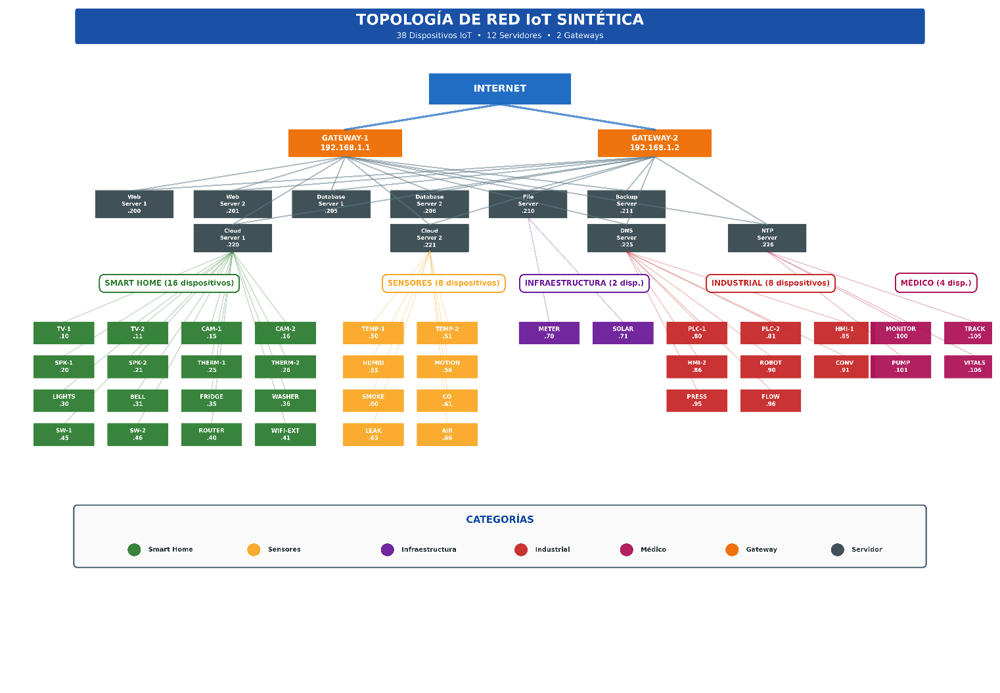 TOPOLOGÍA DE RED IoT SINTÉTICA
38 Dispositivos IoT • 12 Servidores • 2 Gateways
INTERNET
GATEWAY-1
192.168.1.1
GATEWAY-2
192.168.1.2
Web
Server 1
.200
Web
Server 2
.201
Database
Server 1
.205
Database
Server 2
.206
File
Server
.210
Backup
Server
.211
Cloud
Server 1
.220
Cloud
Server 2
.221
DNS
Server
.225
NTP
Server
.226
SMART HOME (16 dispositivos)
SENSORES (8 dispositivos)
INFRAESTRUCTURA (2 disp.)
INDUSTRIAL (8 dispositivos)
MÉDICO (4 disp.)
TV-1
.10
TV-2
.11
CAM-1
.15
CAM-2
.16
TEMP-1
.50
TEMP-2
.51
METER
.70
SOLAR
.71
PLC-1
.80
PLC-2
.81
HMI-1
.85
MONITOR
.100
TRACK
.105
SPK-1
.20
SPK-2
.21
THERM-1
.25
THERM-2
.26
HUMID
.55
MOTION
.56
HMI-2
.86
ROBOT
.90
CONV
.91
PUMP
.101
VITALS
.106
LIGHTS
.30
BELL
.31
FRIDGE
.35
WASHER
.36
SMOKE
.60
CO
.61
PRESS
.95
FLOW
.96
SW-1
.45
SW-2
.46
ROUTER
.40
WIFI-EXT
.41
LEAK
.65
AIR
.66
CATEGORÍAS
Smart Home
Sensores
Infraestructura
Industrial
Médico
Gateway
Servidor